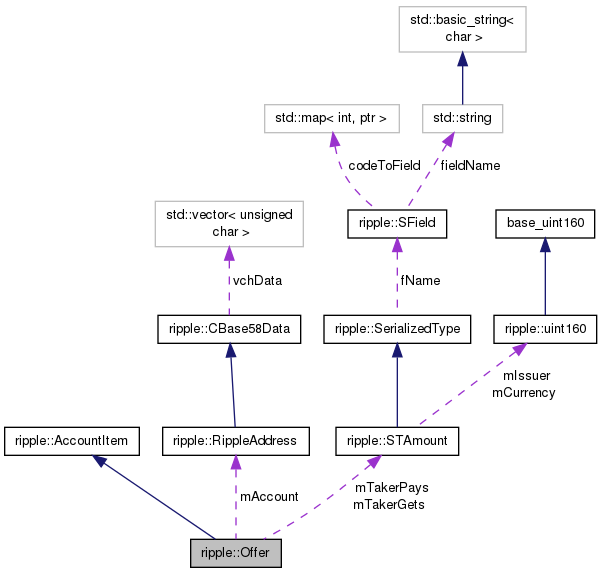 std::basic_string<
char >
std::map< int, ptr >
std::string
codeToField
fieldName
std::vector< unsigned
char >
ripple::SField
base_uint160
vchData
fName
ripple::CBase58Data
ripple::SerializedType
ripple::uint160
mIssuer
mCurrency
ripple::AccountItem
ripple::RippleAddress
ripple::STAmount
mAccount
mTakerPays
mTakerGets
ripple::Offer